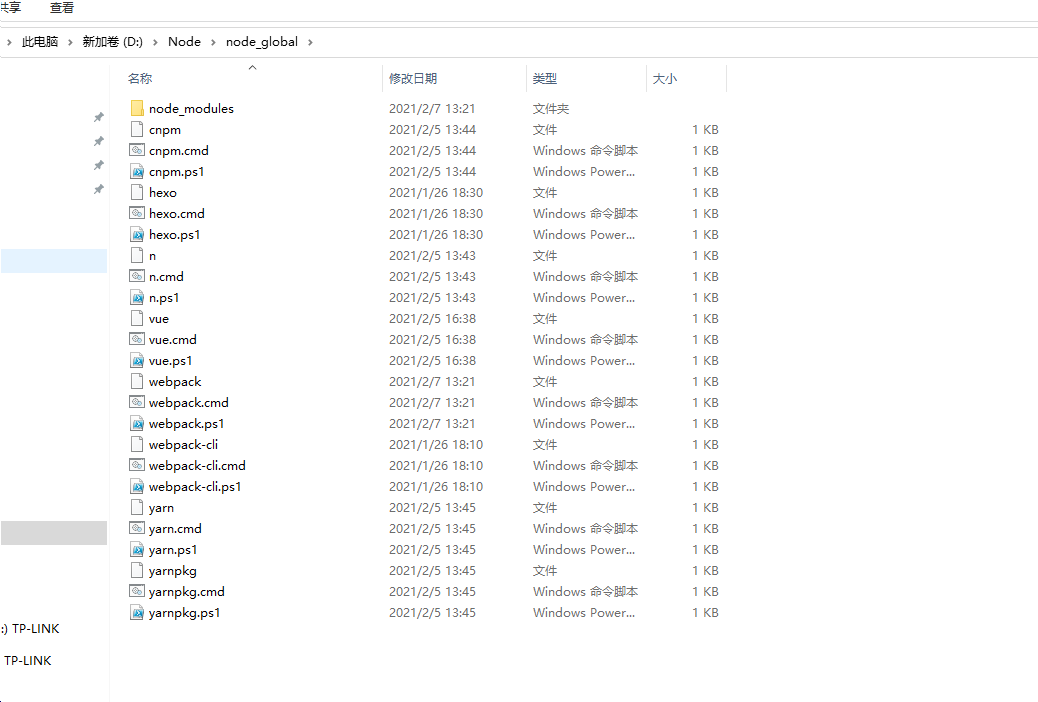 共享 查看
此电脑 新加卷 (D:) Node node_global
名称 修改日期 类型 大小
node_modules 2021/2/7 13:21 文件夹
cnpm 2021/2/5 13:44 文件 1 KB
cnpm.cmd 2021/2/5 13:44 Windows 命令脚本 1 KB
cnpm.ps1 2021/2/5 13:44 Windows Power... 1 KB
hexo 2021/1/26 18:30 文件 1 KB
hexo.cmd 2021/1/26 18:30 Windows 命令脚本 1 KB
hexo.ps1 2021/1/26 18:30 Windows Power... 1 KB
n 2021/2/5 13:43 文件 1 KB
n.cmd 2021/2/5 13:43 Windows 命令脚本 1 KB
n.ps1 2021/2/5 13:43 Windows Power... 1 KB
vue 2021/2/5 16:38 文件 1 KB
vue.cmd 2021/2/5 16:38 Windows 命令脚本 1 KB
vue.ps1 2021/2/5 16:38 Windows Power... 1 KB
webpack 2021/2/7 13:21 文件 1 KB
webpack.cmd 2021/2/7 13:21 Windows 命令脚本 1 KB
webpack.ps1 2021/2/7 13:21 Windows Power... 1 KB
webpack-cli 2021/1/26 18:10 文件 1 KB
webpack-cli.cmd 2021/1/26 18:10 Windows 命令脚本 1 KB
webpack-cli.ps1 2021/1/26 18:10 Windows Power... 1 KB
yarn 2021/2/5 13:45 文件 1 KB
yarn.cmd 2021/2/5 13:45 Windows 命令脚本 1 KB
yarn.ps1 2021/2/5 13:45 Windows Power... 1 KB
yarnpkg 2021/2/5 13:45 文件 1 KB
yarnpkg.cmd 2021/2/5 13:45 Windows 命令脚本 1 KB
yarnpkg.ps1 2021/2/5 13:45 Windows Power... 1 KB
:) TP-LINK
TP-LINK